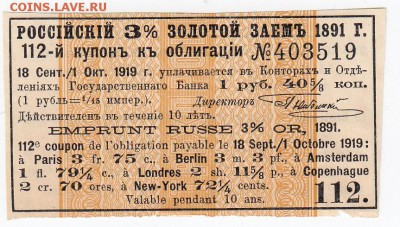 COINS.LAVE.RU
РОССІЙСКІЙ 3% ЗОЛОТОЙ ЗАЕМЪ 1891 Г.
112-й купонъ къ облигаціи № 403519
18 Сент./1 Окт. 1919 г. уплачивается въ Конторахъ и Отдѣ-
леніяхъ Государственнаго Банка 1 руб. 40⅝ коп.
(1 рубль=¹/₁₅ импер.). Директоръ
Дѣйствителенъ въ теченіе 10 лѣтъ.
EMPRUNT RUSSE 3% OR, 1891.
112e coupon de l'obligation payable le 18 Sept./1 Octobre 1919:
à Paris 3 fr. 75 c., à Berlin 3 m. 3 pf., à Amsterdam
1 fl. 79¼ c., à Londres 2 sh. 11⅝ p., à Copenhague
2 cr. 70 ores, à New-York 72¼ cents.
Valable pendant 10 ans.
112.